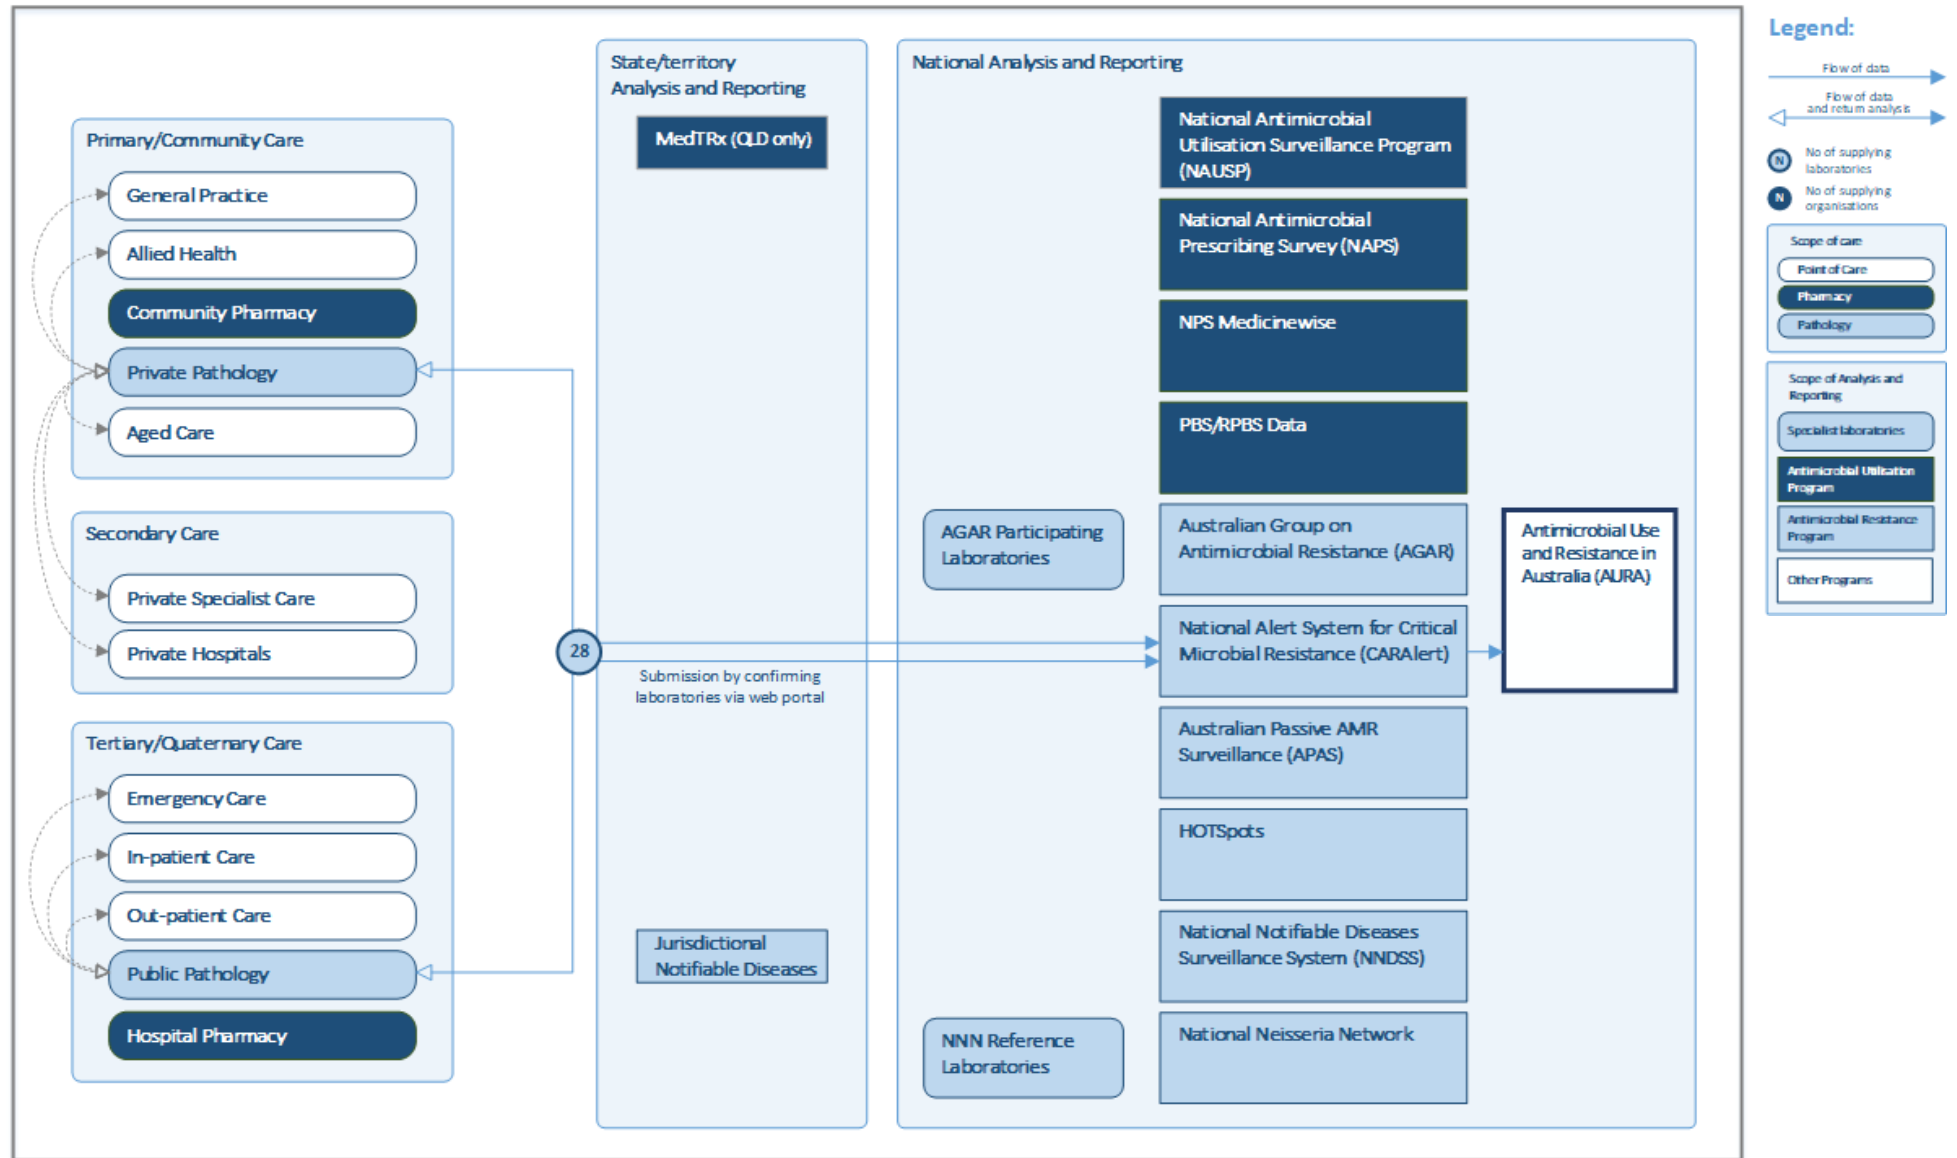 Primary/Community Care
General Practice
Allied Health
Community Pharmacy
Private Pathology
Aged Care
Secondary Care
Private Specialist Care
Private Hospitals
Tertiary/Quaternary Care
Emergency Care
In-patient Care
Out-patient Care
Public Pathology
Hospital Pharmacy
28
State/territory
Analysis and Reporting
MedTRx (QLD only)
Submission by confirming
laboratories via web portal
Jurisdictional
Notifiable Diseases
National Analysis and Reporting
National Antimicrobial
Utilisation Surveillance Program
(NAUSP)
National Antimicrobial
Prescribing Survey (NAPS)
NPS Medicinewise
PBS/RPBS Data
AGAR Participating
Laboratories
Australian Group on
Antimicrobial Resistance (AGAR)
National Alert System for Critical
Microbial Resistance (CARAlert)
Antimicrobial Use
and Resistance in
Australia (AURA)
Australian Passive AMR
Surveillance (APAS)
HOTSpots
National Notifiable Diseases
Surveillance System (NNDSS)
NNN Reference
Laboratories
National Neisseria Network
Legend:
Flow of data
Flow of data
and return analysis
N
No of supplying
laboratories
N
No of supplying
organisations
Scope of care
Point of Care
Pharmacy
Pathology
Scope of Analysis and
Reporting
Specialist laboratories
Antimicrobial Utilisation
Program
Antimicrobial Resistance
Program
Other Programs